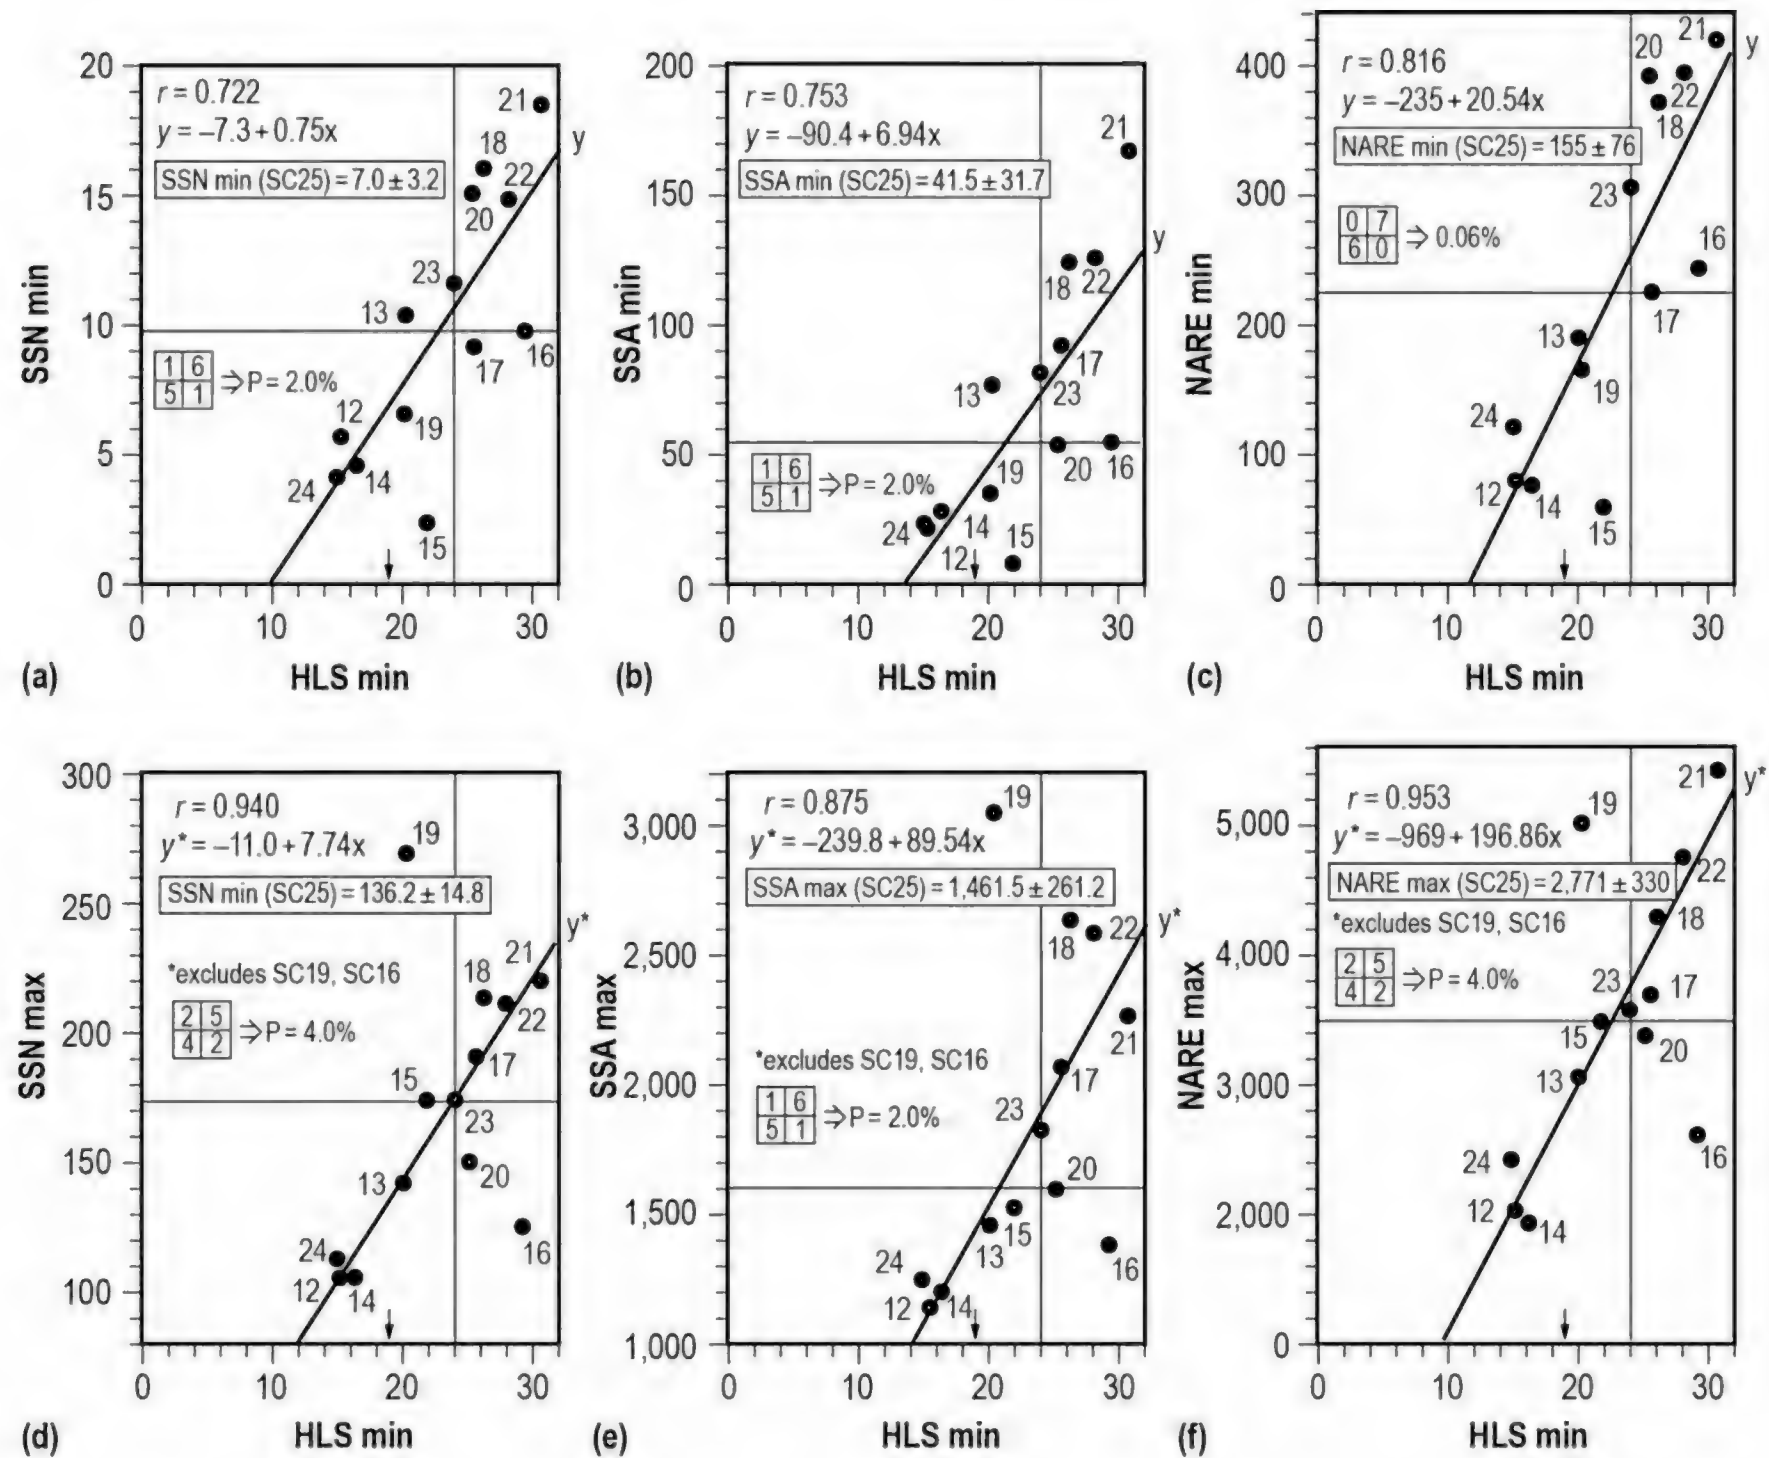 r = 0.722
y = –7.3 + 0.75x
SSN min (SC25) = 7.0 ± 3.2
1 6
5 1
⇒ P = 2.0%
20
15
10
5
0
SSN min
21
18
22
20
23
13
16
17
12
19
24
14
15
y
0 10 20 30
(a) HLS min
r = 0.753
y = –90.4 + 6.94x
SSA min (SC25) = 41.5 ± 31.7
1 6
5 1
⇒ P = 2.0%
200
150
100
50
0
SSA min
21
18
22
17
13
23
20
16
19
24
14
12
15
y
0 10 20 30
(b) HLS min
r = 0.816
y = –235 + 20.54x
NARE min (SC25) = 155 ± 76
0 7
6 0
⇒ 0.06%
400
300
200
100
0
NARE min
20
21
22
18
23
16
17
13
19
24
12
14
15
y
0 10 20 30
(c) HLS min
r = 0.940
y* = –11.0 + 7.74x
SSN min (SC25) = 136.2 ± 14.8
*excludes SC19, SC16
2 5
4 2
⇒ P = 4.0%
300
250
200
150
100
SSN max
19
21
18
22
17
15
23
20
13
16
24
12
14
y*
0 10 20 30
(d) HLS min
r = 0.875
y* = –239.8 + 89.54x
SSA max (SC25) = 1,461.5 ± 261.2
*excludes SC19, SC16
1 6
5 1
⇒ P = 2.0%
3,000
2,500
2,000
1,500
1,000
SSA max
19
18
22
21
17
23
20
15
13
16
24
12
14
y*
0 10 20 30
(e) HLS min
r = 0.953
y* = –969 + 196.86x
NARE max (SC25) = 2,771 ± 330
*excludes SC19, SC16
2 5
4 2
⇒ P = 4.0%
5,000
4,000
3,000
2,000
0
NARE max
21
19
22
18
23
17
15
20
13
16
24
12
14
y*
0 10 20 30
(f) HLS min